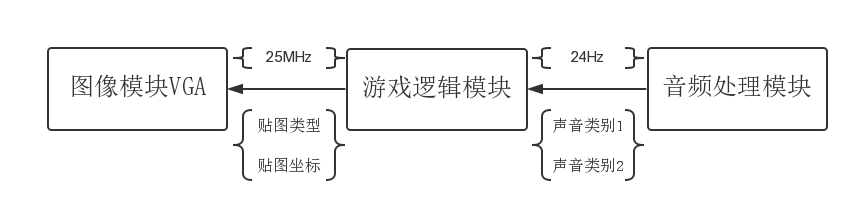 25MHz
24Hz
图像模块VGA
游戏逻辑模块
音频处理模块
贴图类型
声音类别1
贴图坐标
声音类别2